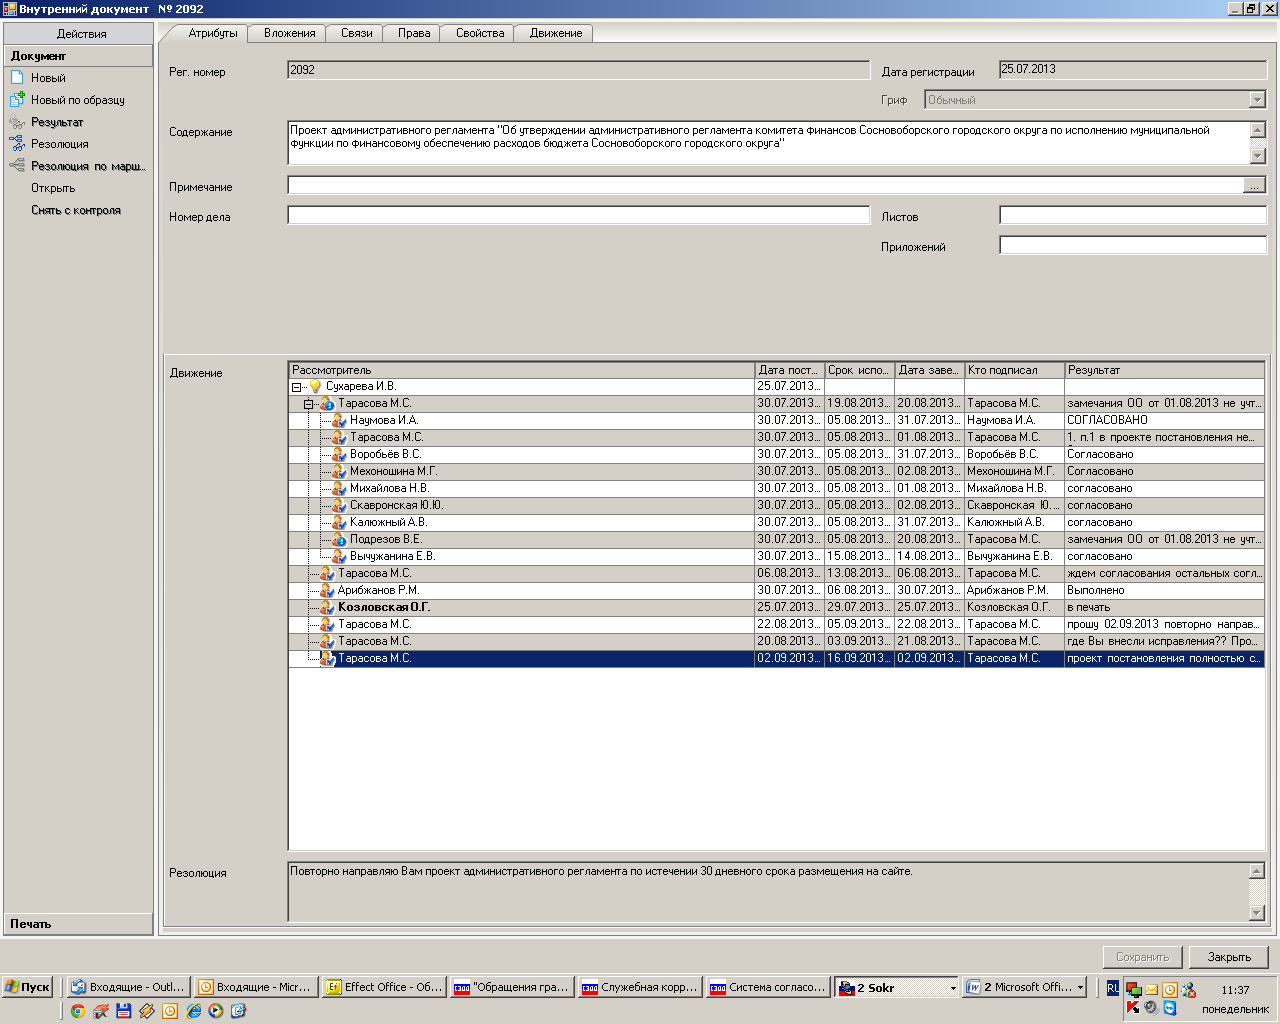 Внутренний документ № 2092
Действия
Документ
Новый
Новый по образцу
Результат
Резолюция
Резолюция по марш...
Открыть
Снять с контроля
Печать
Атрибуты Вложения Связи Права Свойства Движение
Рег. номер 2092 Дата регистрации 25.07.2013
Гриф Обычный
Содержание Проект административного регламента "Об утверждении административного регламента комитета финансов Сосновоборского городского округа по исполнению муниципальной
функции по финансовому обеспечению расходов бюджета Сосновоборского городского округа"
Примечание ...
Номер дела Листов
Приложений
Движение
Рассмотритель Дата пост... Срок испо... Дата заве... Кто подписал Результат
Сухарева И.В. 25.07.2013...
Тарасова М.С. 30.07.2013... 19.08.2013... 20.08.2013... Тарасова М.С. замечания ОО от 01.08.2013 не учт...
Наумова И.А. 30.07.2013... 05.08.2013... 31.07.2013... Наумова И.А. СОГЛАСОВАНО
Тарасова М.С. 30.07.2013... 05.08.2013... 01.08.2013... Тарасова М.С. 1. п.1 в проекте постановления не...
Воробьёв В.С. 30.07.2013... 05.08.2013... 31.07.2013... Воробьёв В.С. Согласовано
Мехоношина М.Г. 30.07.2013... 05.08.2013... 02.08.2013... Мехоношина М.Г. Согласовано
Михайлова Н.В. 30.07.2013... 05.08.2013... 01.08.2013... Михайлова Н.В. согласовано
Скавронская Ю.Ю. 30.07.2013... 05.08.2013... 02.08.2013... Скавронская Ю.... согласовано
Калюжный А.В. 30.07.2013... 05.08.2013... 31.07.2013... Калюжный А.В. согласовано
Подрезов В.Е. 30.07.2013... 05.08.2013... 20.08.2013... Тарасова М.С. замечания ОО от 01.08.2013 не учт...
Вычужанина Е.В. 30.07.2013... 15.08.2013... 14.08.2013... Вычужанина Е.В. согласовано
Тарасова М.С. 06.08.2013... 13.08.2013... 06.08.2013... Тарасова М.С. ждем согласования остальных согл...
Арибжанов Р.М. 30.07.2013... 06.08.2013... 30.07.2013... Арибжанов Р.М. Выполнено
Козловская О.Г. 25.07.2013... 29.07.2013... 25.07.2013... Козловская О.Г. в печать
Тарасова М.С. 22.08.2013... 05.09.2013... 22.08.2013... Тарасова М.С. прошу 02.09.2013 повторно направ...
Тарасова М.С. 20.08.2013... 03.09.2013... 21.08.2013... Тарасова М.С. где Вы внесли исправления?? Про...
Тарасова М.С. 02.09.2013... 16.09.2013... 02.09.2013... Тарасова М.С. проект постановления полностью с...
Резолюция Повторно направляю Вам проект административного регламента по истечении 30 дневного срока размещения на сайте.
Сохранить Закрыть
Пуск Входящие - Outl... Входящие - Micr... Effect Office - Об... "Обращения гра... Служебная корр... Система согласо... 2 Sokr 2 Microsoft Offi... RL 11:37
понедельник